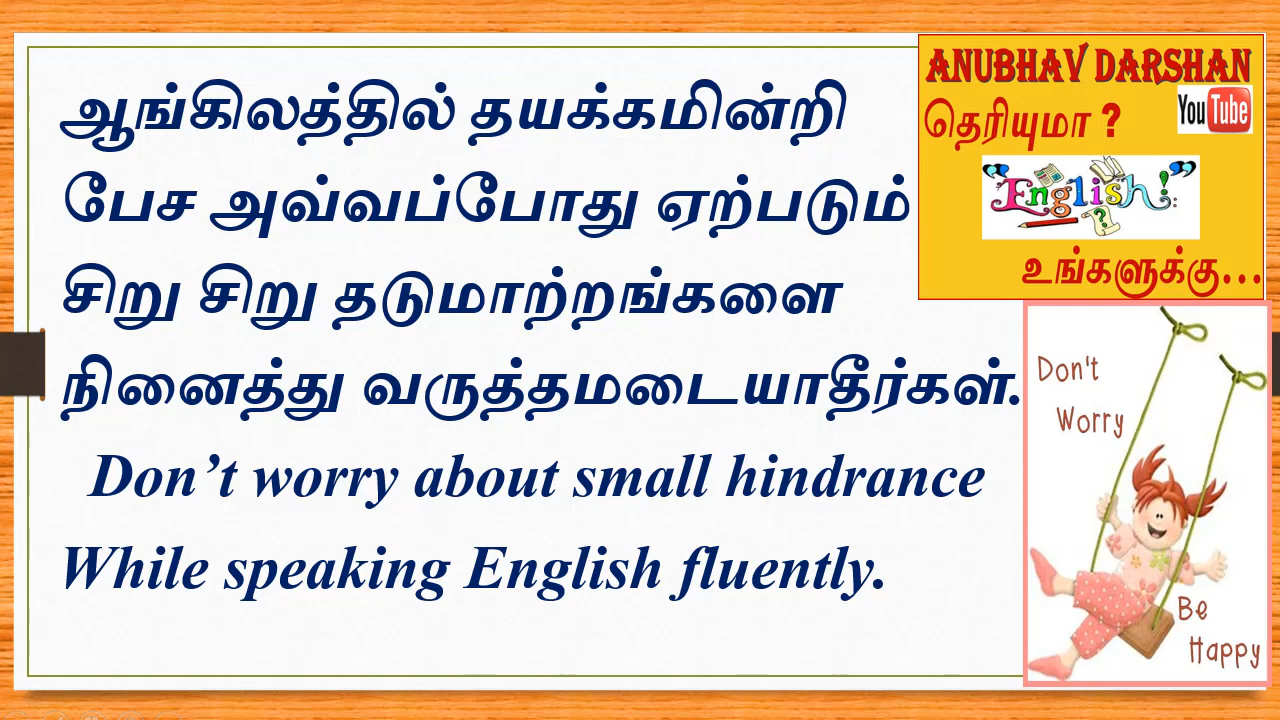 ஆங்கிலத்தில் தயக்கமின்றி
பேச அவ்வப்போது ஏற்படும்
சிறு சிறு தடுமாற்றங்களை
நினைத்து வருத்தமடையாதீர்கள்.
Don’t worry about small hindrance
While speaking English fluently.
ANUBHAV DARSHAN
தெரியுமா ?
YouTube
"English!"
?
உங்களுக்கு...
Don't
Worry
Be
Happy